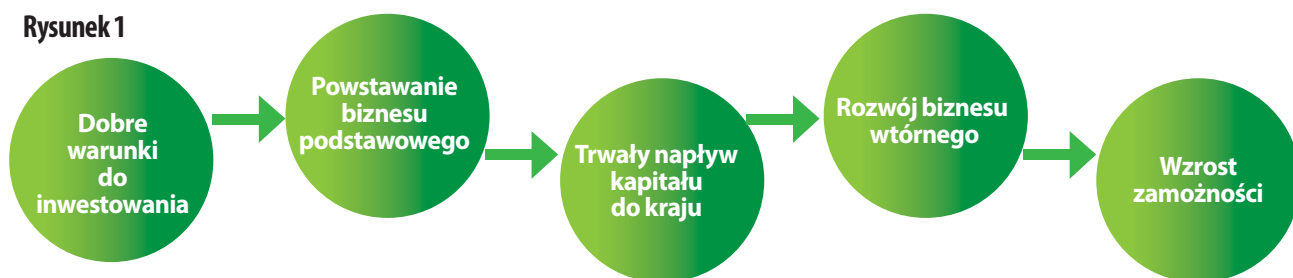 Rysunek 1
Dobre
warunki
do
inwestowania
Powstawanie
biznesu
podstawowego
Trwały napływ
kapitału
do kraju
Rozwój biznesu
wtórnego
Wzrost
zamożności